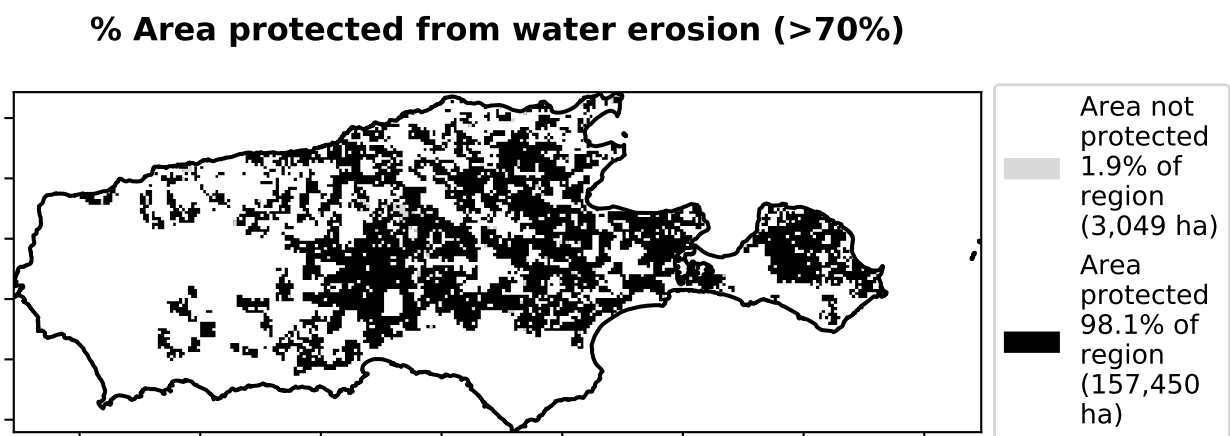 % Area protected from water erosion (>70%)
Area not
protected
1.9% of
region
(3,049 ha)
Area
protected
98.1% of
region
(157,450
ha)